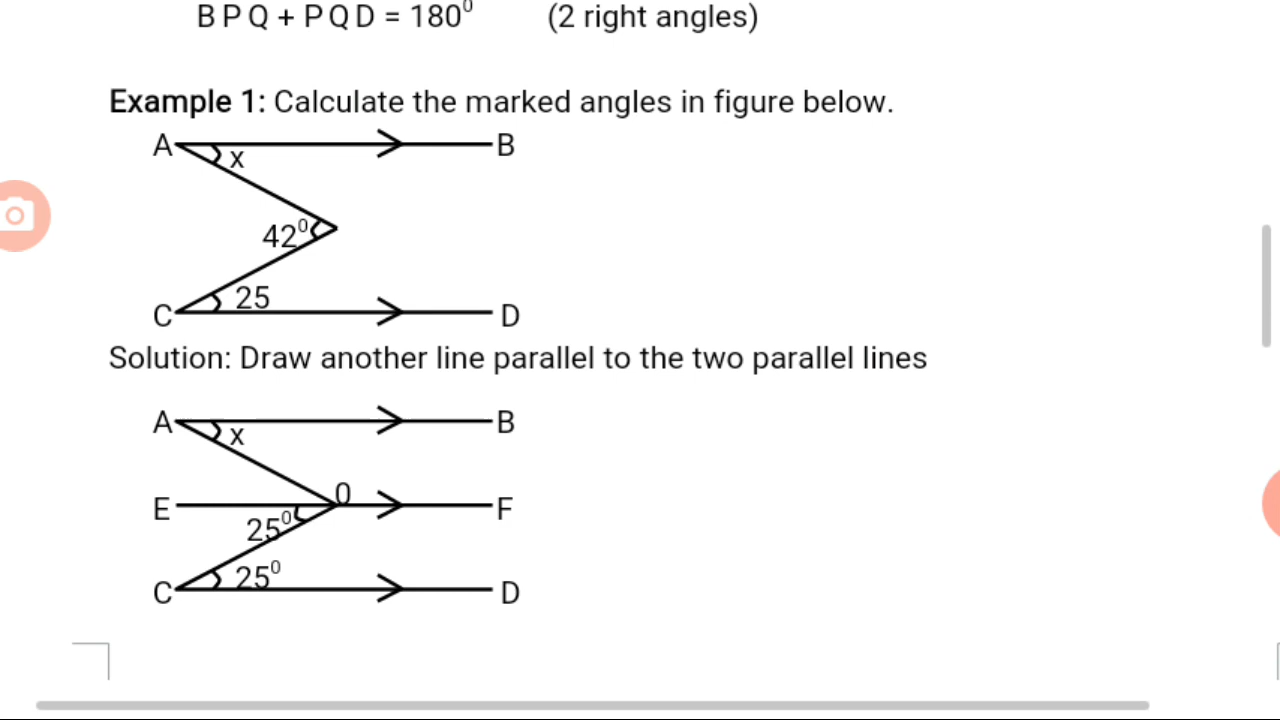 B P Q + P Q D = 180⁰ (2 right angles)
Example 1: Calculate the marked angles in figure below.
A x B
42⁰
25
C D
Solution: Draw another line parallel to the two parallel lines
A x B
E 0 F
25⁰
25⁰
C D